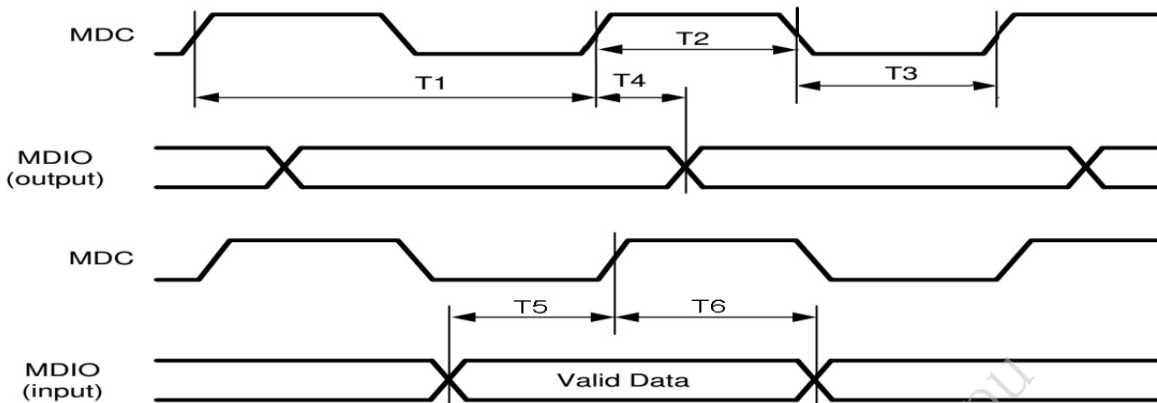 MDC
T2
T1
T4
T3
MDIO
(output)
MDC
T5
T6
MDIO
(input)
Valid Data